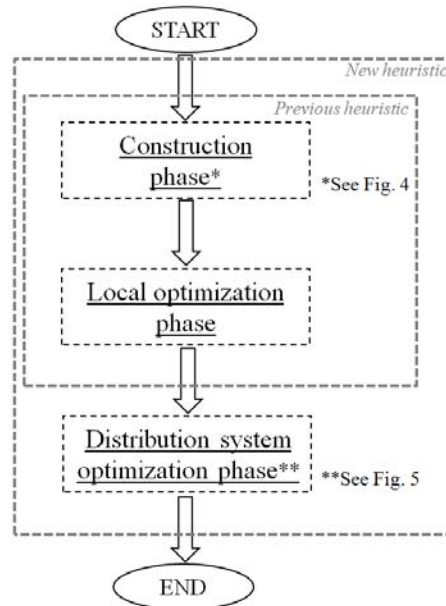 START
New heuristic
Previous heuristic
Construction
phase*
*See Fig. 4
Local optimization
phase
Distribution system
optimization phase**
**See Fig. 5
END